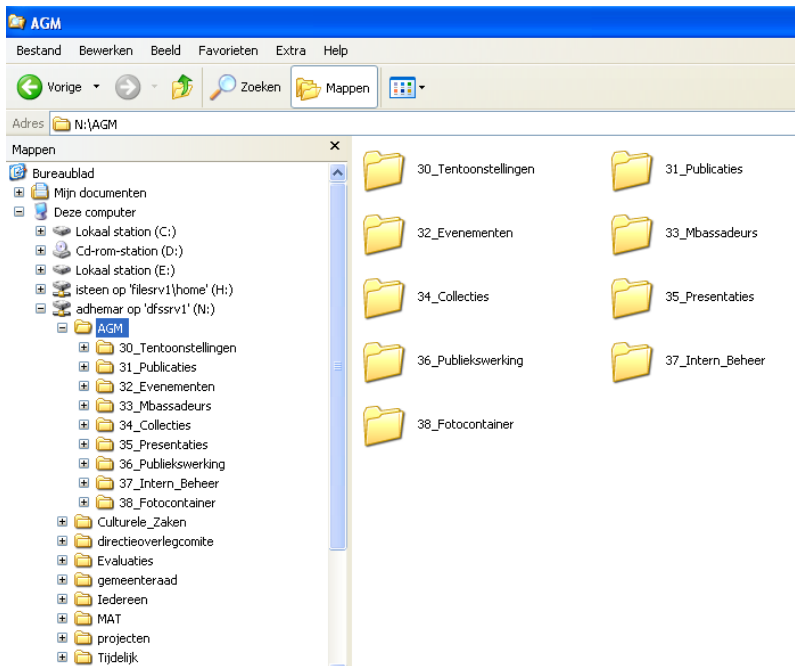 AGM
Bestand Bewerken Beeld Favorieten Extra Help
Vorige Zoeken Mappen
Adres N:\AGM
Mappen
Bureaublad
Mijn documenten
Deze computer
Lokaal station (C:)
Cd-rom-station (D:)
Lokaal station (E:)
isteen op 'filesrv1\home' (H:)
adhemar op 'dfssrv1' (N:)
AGM
30_Tentoonstellingen
31_Publicaties
32_Evenementen
33_Mbassadeurs
34_Collecties
35_Presentaties
36_Publiekswerking
37_Intern_Beheer
38_Fotocontainer
Culturele_Zaken
directieoverlegcomite
Evaluaties
gemeenteraad
Iedereen
MAT
projecten
Tijdelijk
30_Tentoonstellingen 31_Publicaties
32_Evenementen 33_Mbassadeurs
34_Collecties 35_Presentaties
36_Publiekswerking 37_Intern_Beheer
38_Fotocontainer